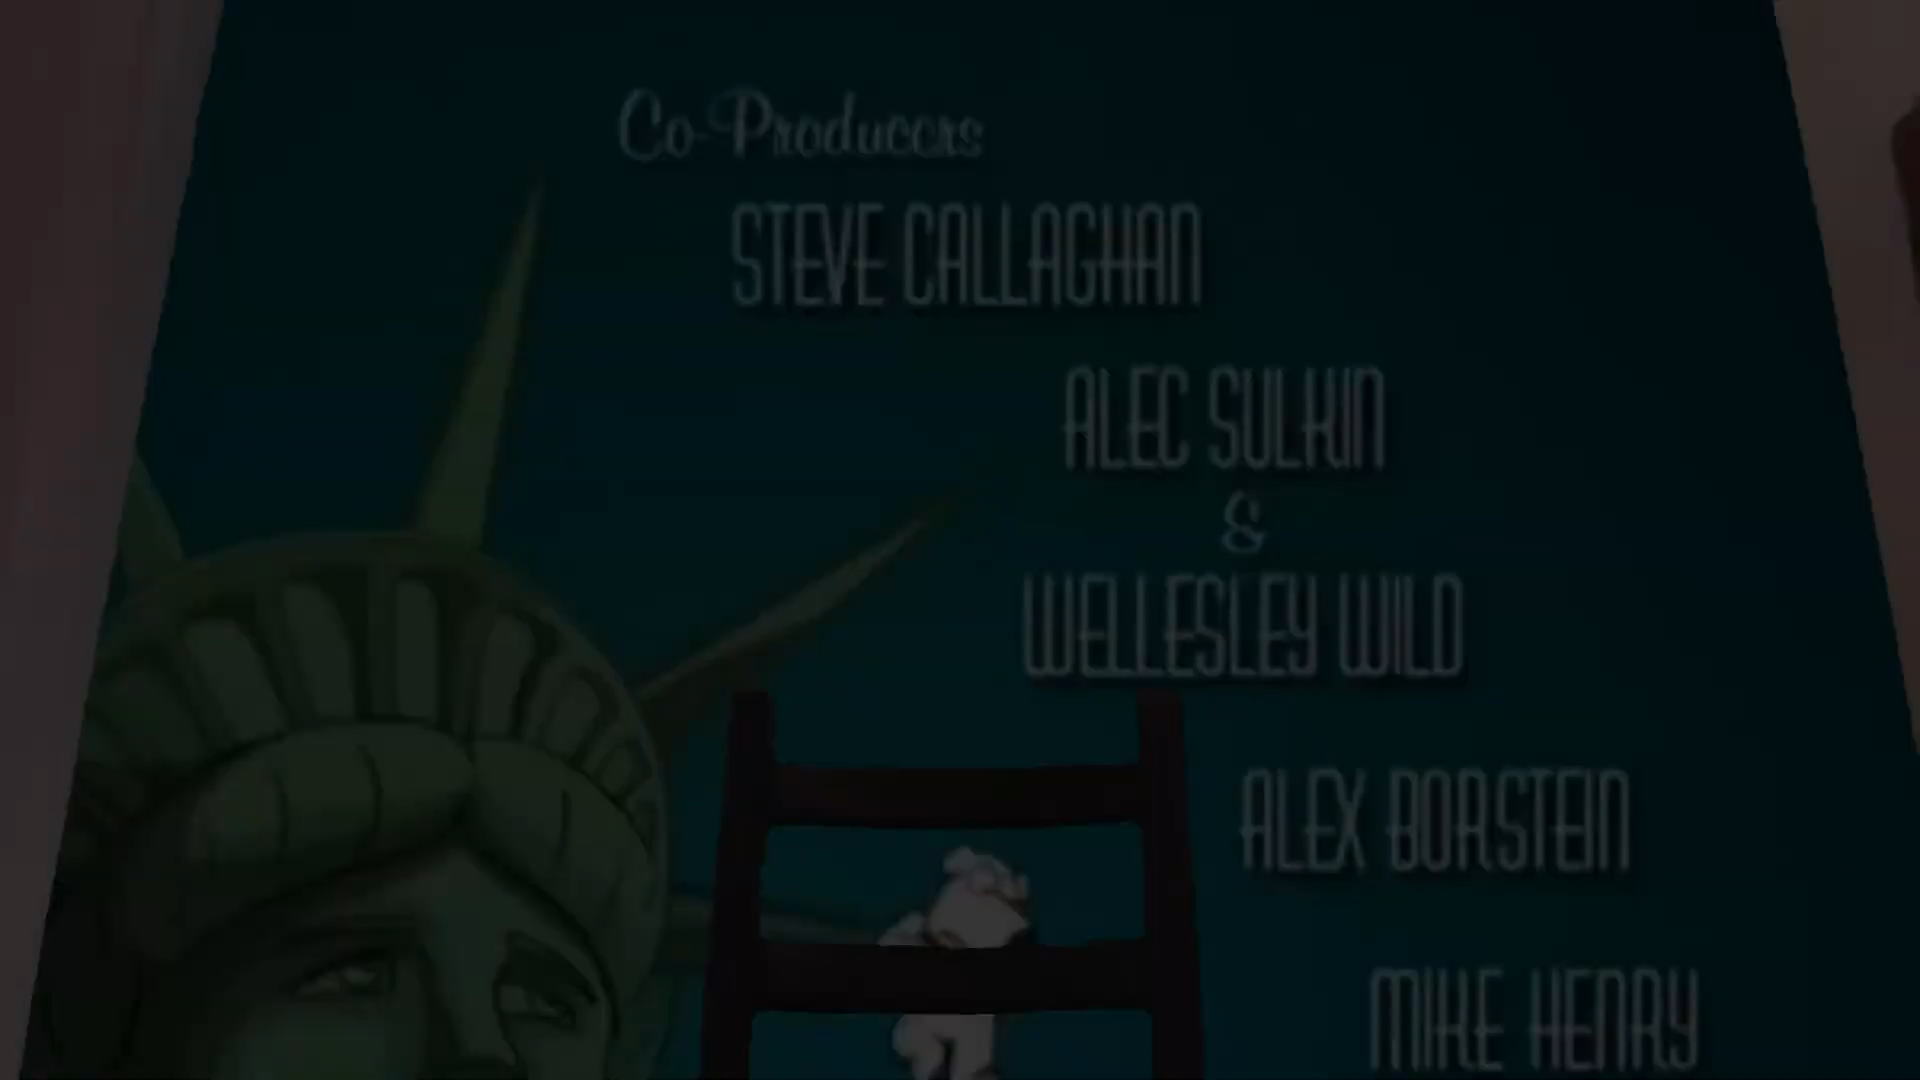 Co-Producers
STEVE CALLAGHAN
ALEC SULKIN
&
WELLESLEY WILD
ALEX BORSTEIN
MIKE HENRY